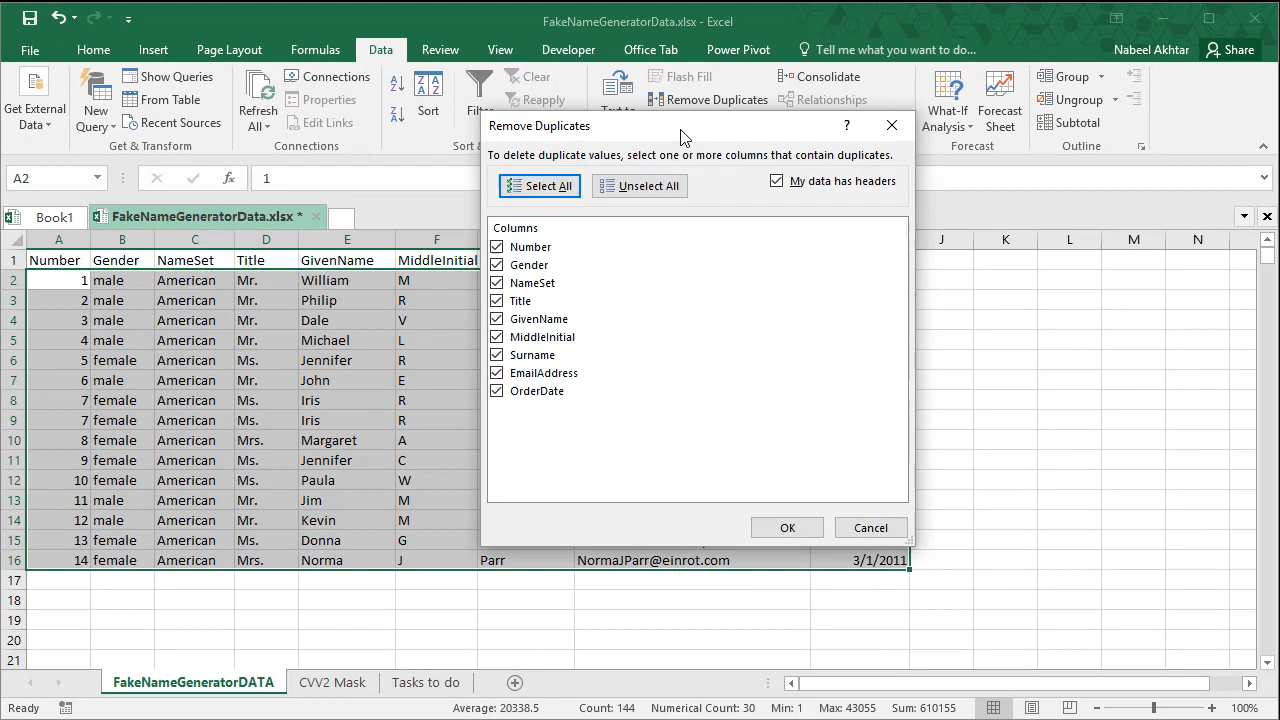 FakeNameGeneratorData.xlsx - Excel
File Home Insert Page Layout Formulas Data Review View Developer Office Tab Power Pivot Tell me what you want to do... Nabeel Akhtar Share
Get External Data
New Query
Show Queries
From Table
Recent Sources
Get & Transform
Refresh All
Connections
Properties
Edit Links
Connections
Sort
Filter
Clear
Reapply
Flash Fill
Remove Duplicates
Consolidate
Relationships
What-If Analysis
Forecast Sheet
Forecast
Group
Ungroup
Subtotal
Outline
A2 fx 1
Book1 FakeNameGeneratorData.xlsx *
A B C D E F J K L M N
1 Number Gender NameSet Title GivenName MiddleInitial
2 1 male American Mr. William M
3 2 male American Mr. Philip R
4 3 male American Mr. Dale V
5 4 male American Mr. Michael L
6 5 female American Ms. Jennifer R
7 6 male American Mr. John E
8 7 female American Ms. Iris R
9 7 female American Ms. Iris R
10 8 female American Mrs. Margaret A
11 9 female American Ms. Jennifer C
12 10 female American Ms. Paula W
13 11 male American Mr. Jim M
14 12 male American Mr. Kevin M
15 13 female American Ms. Donna G
16 14 female American Mrs. Norma J Parr NormaJParr@einrot.com 3/1/2011
17
18
19
20
21
Remove Duplicates ?
To delete duplicate values, select one or more columns that contain duplicates.
Select All Unselect All My data has headers
Columns
Number
Gender
NameSet
Title
GivenName
MiddleInitial
Surname
EmailAddress
OrderDate
OK Cancel
FakeNameGeneratorDATA CVV2 Mask Tasks to do
Ready Average: 20338.5 Count: 144 Numerical Count: 30 Min: 1 Max: 43055 Sum: 610155 100%